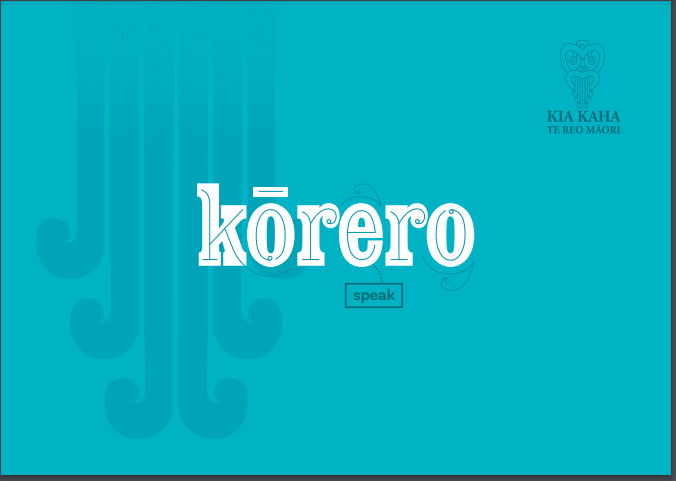 KIA KAHA
TE REO MĀORI
kōrero
speak